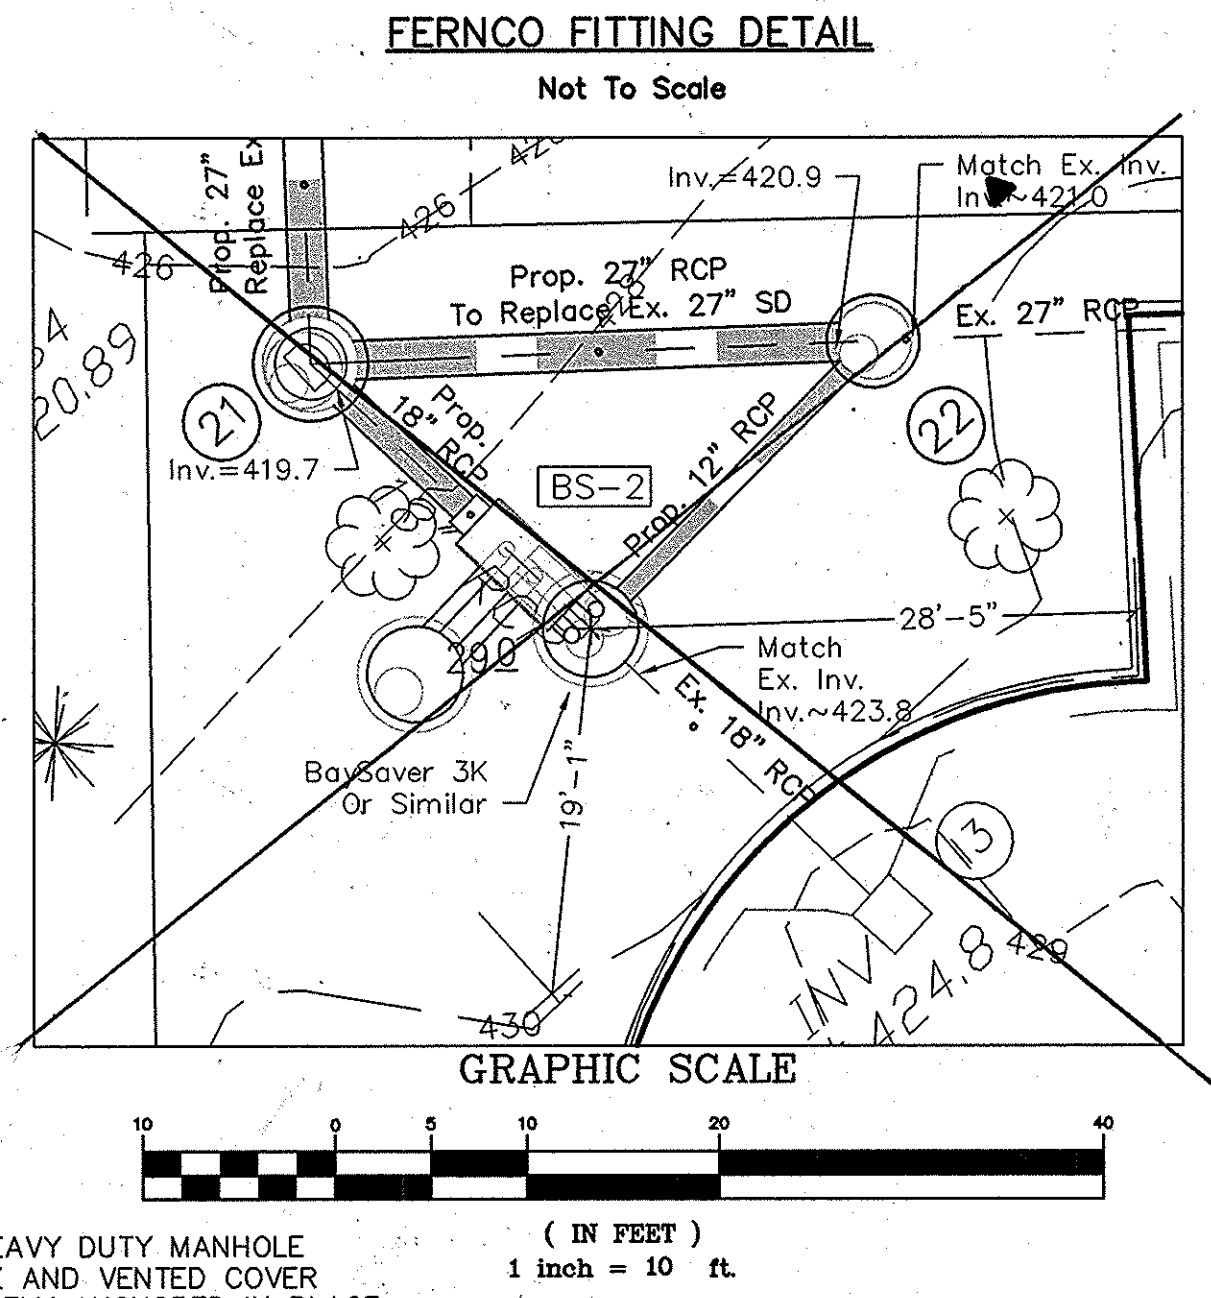 FERNCO FITTING DETAIL
Not To Scale
Prop. 27"
Replace Ex
426
426
Inv.=420.9
Match Ex. Inv.
Inv.~421.0
Prop. 27" RCP
To Replace Ex. 27" SD
428
Ex. 27" RCP
20.89
21
22
Inv.=419.7
Prop.
18" RCP
BS-2
Prop. 12" RCP
28'-5"
290
Match
Ex. Inv.
Inv.~423.8
Ex. 18" RCP
BaySaver 3K
Or Similar
19'-1"
13
INV
424.8
429
430
GRAPHIC SCALE
10 0 5 10 20 40
( IN FEET )
1 inch = 10 ft.
EAVY DUTY MANHOLE
AND VENTED COVER